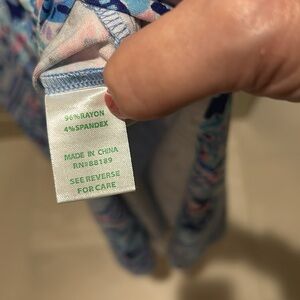 96% RAYON
4% SPANDEX
MADE IN CHINA
RN#88189
SEE REVERSE
FOR CARE